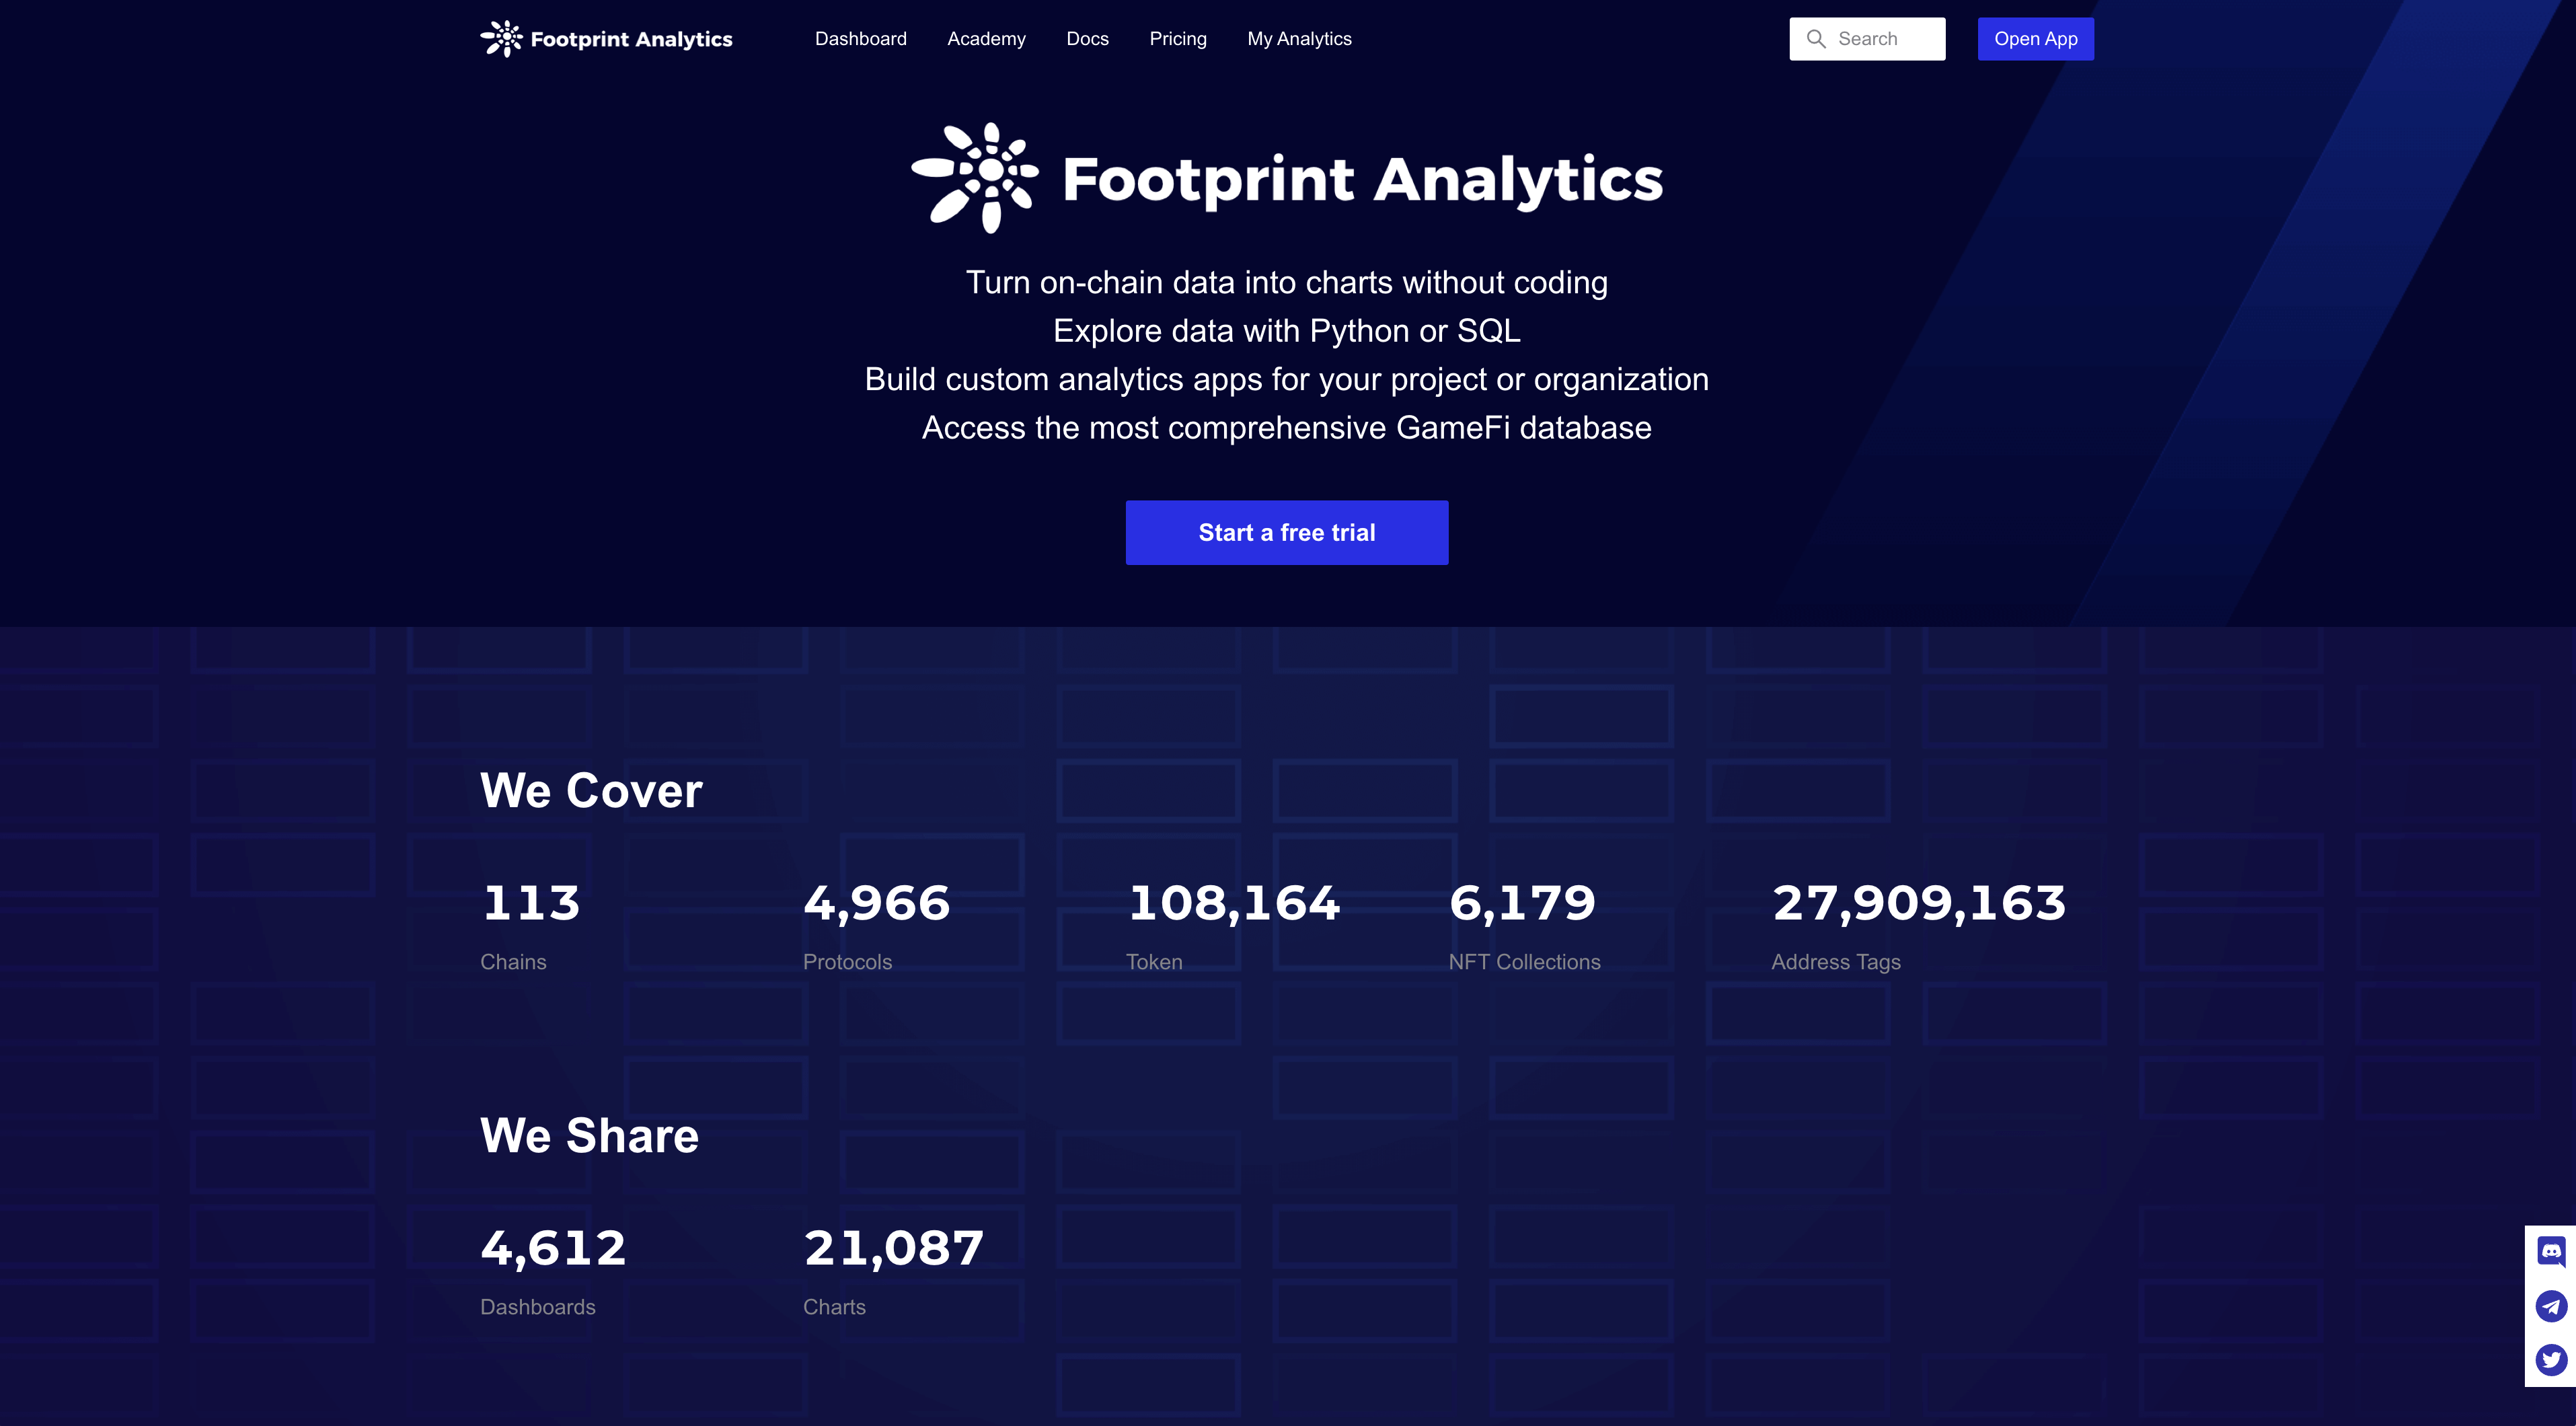 Footprint Analytics
Dashboard
Academy
Docs
Pricing
My Analytics
Search
Open App
Footprint Analytics
Turn on-chain data into charts without coding
Explore data with Python or SQL
Build custom analytics apps for your project or organization
Access the most comprehensive GameFi database
Start a free trial
We Cover
113
Chains
4,966
Protocols
108,164
Token
6,179
NFT Collections
27,909,163
Address Tags
We Share
4,612
Dashboards
21,087
Charts